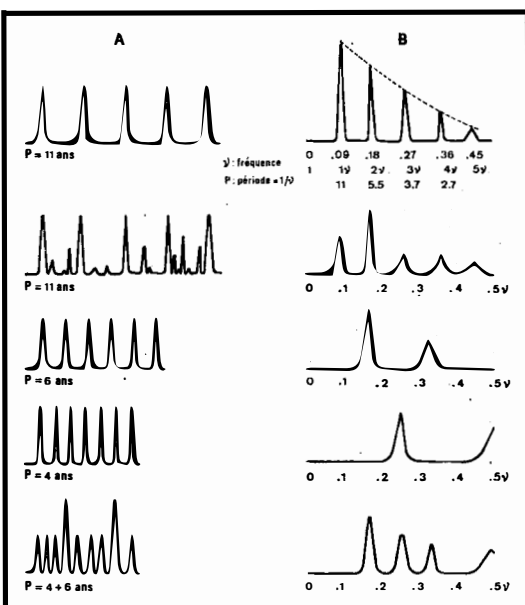 A
B
P = 11 ans
ν : fréquence
P : période = 1/ν
0 .09 .18 .27 .36 .45
1 1ν 2ν 3ν 4ν 5ν
11 5.5 3.7 2.7
P = 11 ans
0 .1 .2 .3 .4 .5ν
P = 6 ans
0 .1 .2 .3 .4 .5ν
P = 4 ans
0 .1 .2 .3 .4 .5ν
P = 4 + 6 ans
0 .1 .2 .3 .4 .5ν